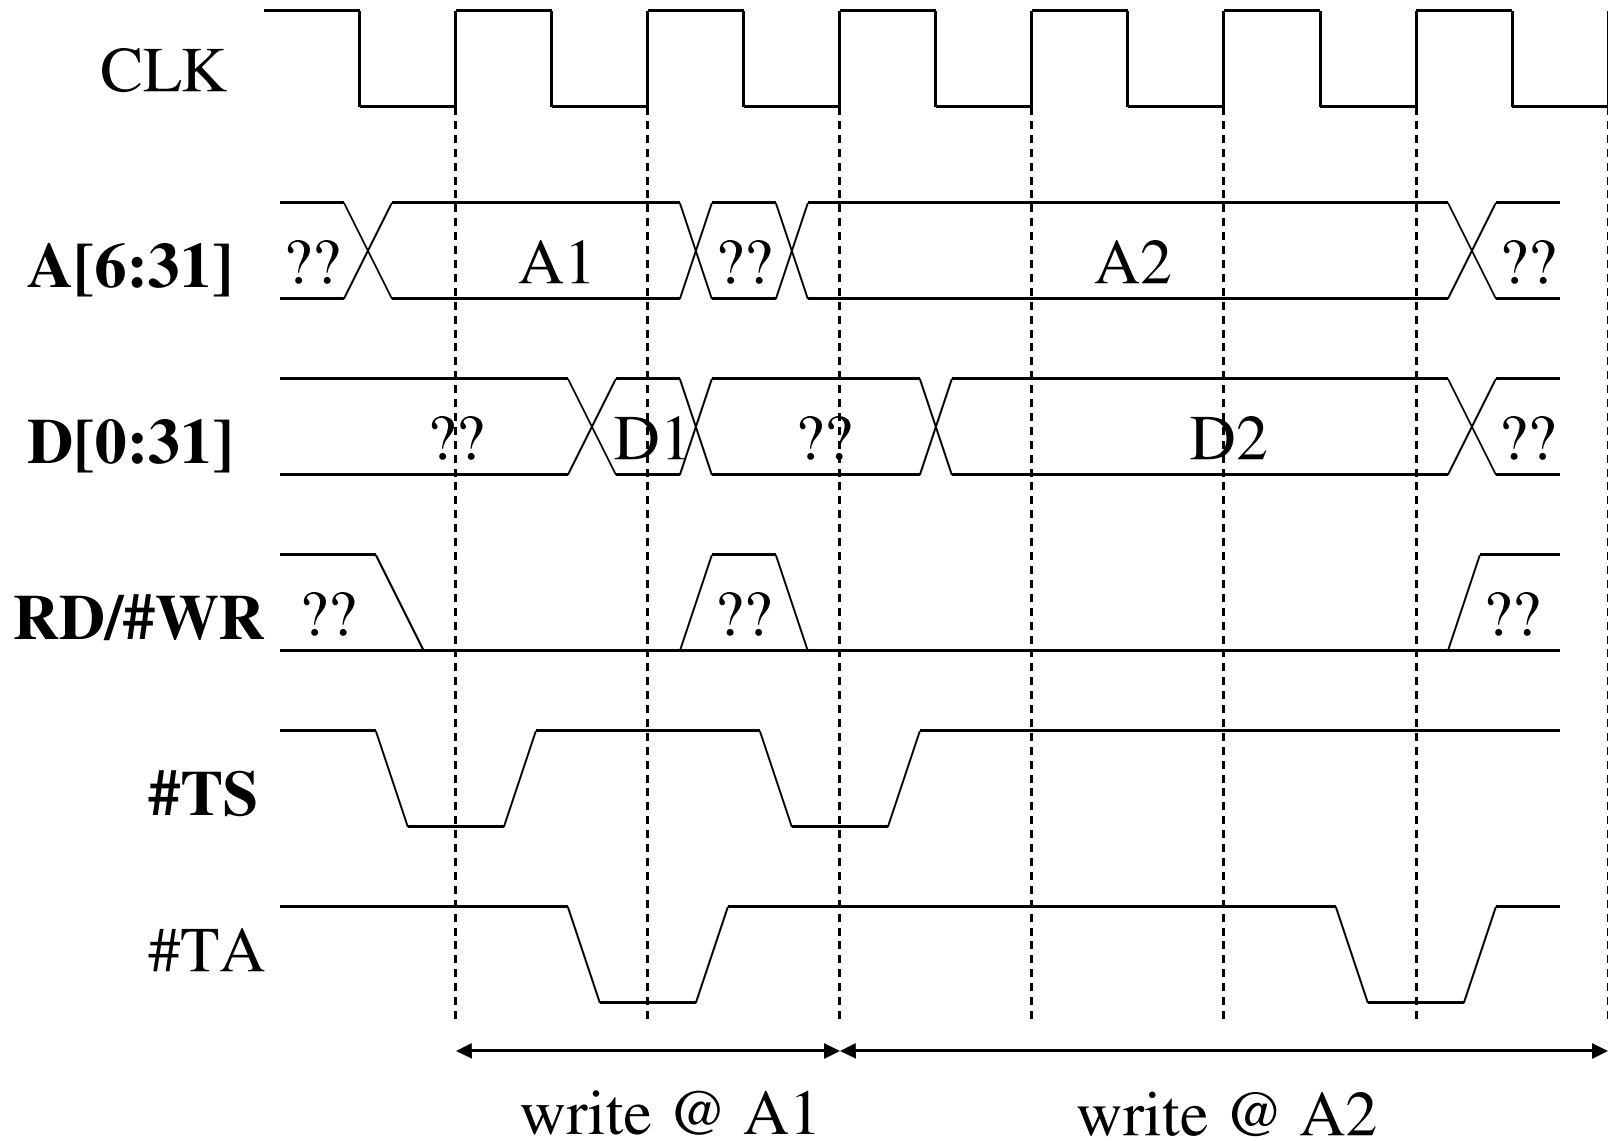 CLK
A[6:31] ?? A1 ?? A2 ??
D[0:31] ?? D1 ?? D2 ??
RD/#WR ?? ?? ??
#TS
#TA
write @ A1 write @ A2